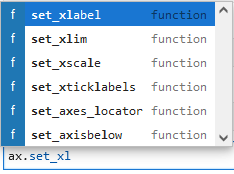 f set_xlabel function
f set_xlim function
f set_xscale function
f set_xticklabels function
f set_axes_locator function
f set_axisbelow function
ax.set_xl